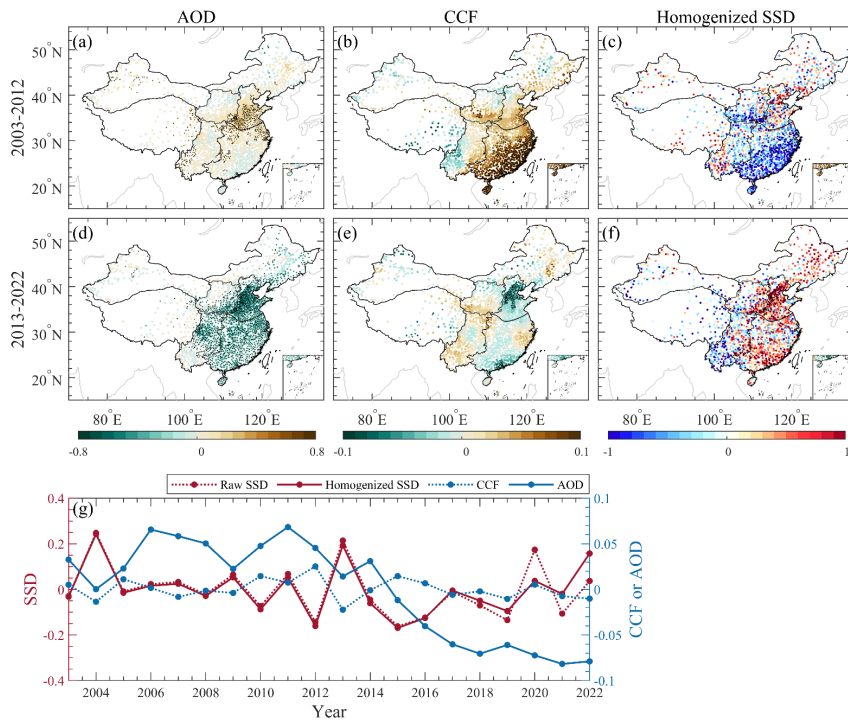 AOD CCF Homogenized SSD
(a) (b) (c)
50°N
40°N
30°N
20°N
2003-2012
(d) (e) (f)
50°N
40°N
30°N
20°N
2013-2022
80°E 100°E 120°E 80°E 100°E 120°E 80°E 100°E 120°E
-0.8 0 0.8 -0.1 0 0.1 -1 0 1
Raw SSD Homogenized SSD CCF AOD
(g)
0.4 0.1
0.2 0.05
0 0
-0.2 -0.05
-0.4 -0.1
SSD
CCF or AOD
2004 2006 2008 2010 2012 2014 2016 2018 2020 2022
Year